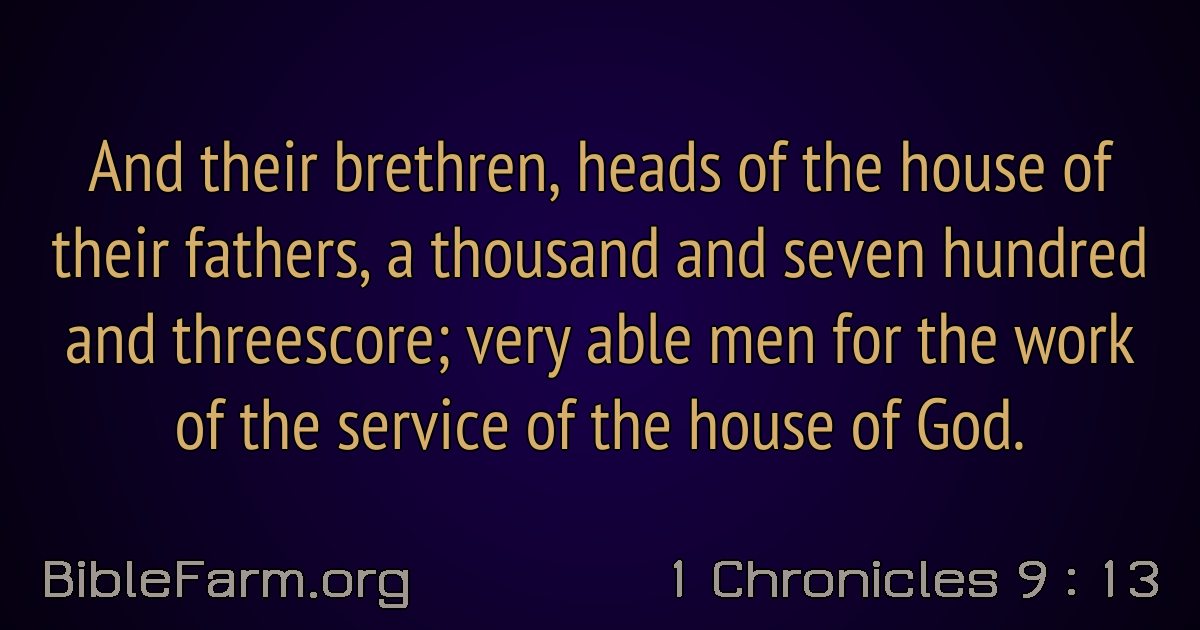 And their brethren, heads of the house of
their fathers, a thousand and seven hundred
and threescore; very able men for the work
of the service of the house of God.
BibleFarm.org
1 Chronicles 9 : 13